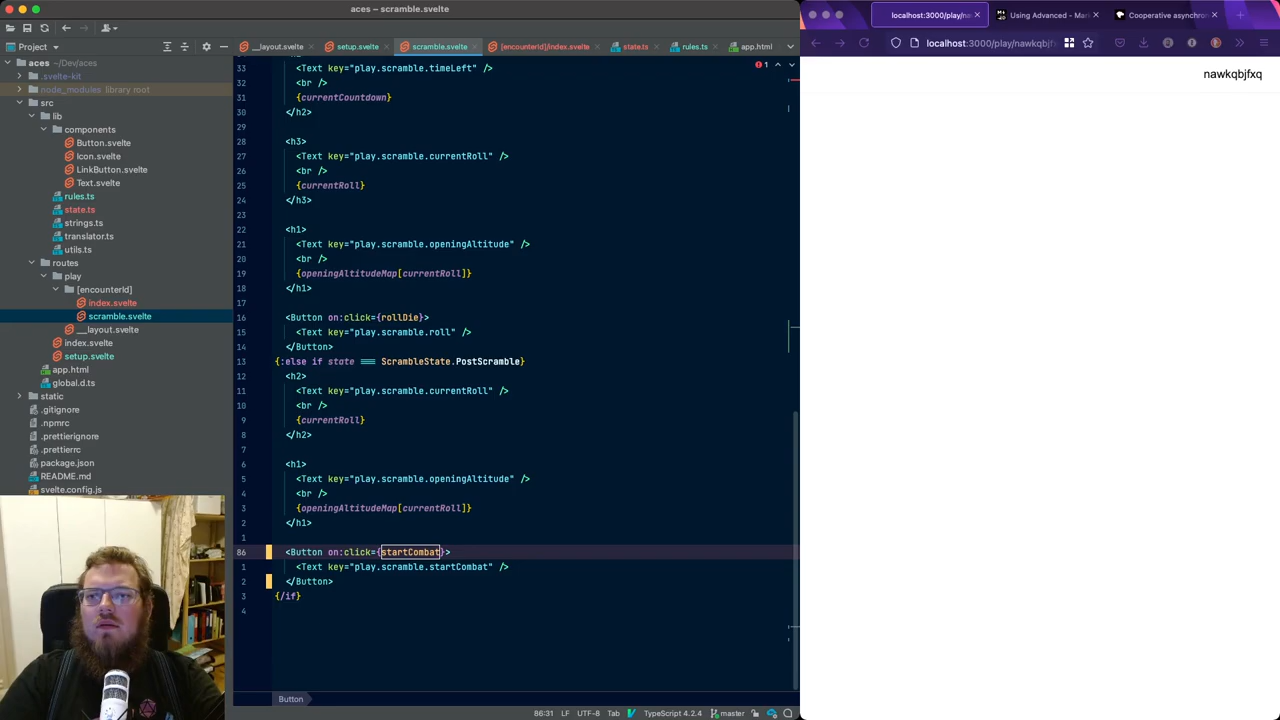 aces – scramble.svelte
Project
__layout.svelte
setup.svelte
scramble.svelte
[encounterId]/index.svelte
state.ts
rules.ts
app.html
aces ~/Dev/aces
.svelte-kit
node_modules library root
src
lib
components
Button.svelte
Icon.svelte
LinkButton.svelte
Text.svelte
rules.ts
state.ts
strings.ts
translator.ts
utils.ts
routes
play
[encounterId]
index.svelte
scramble.svelte
__layout.svelte
index.svelte
setup.svelte
app.html
global.d.ts
static
.gitignore
.npmrc
.prettierignore
.prettierrc
package.json
README.md
svelte.config.js
1
33 <Text key="play.scramble.timeLeft" />
32 <br />
31 {currentCountdown}
30 </h2>
29
28 <h3>
27 <Text key="play.scramble.currentRoll" />
26 <br />
25 {currentRoll}
24 </h3>
23
22 <h1>
21 <Text key="play.scramble.openingAltitude" />
20 <br />
19 {openingAltitudeMap[currentRoll]}
18 </h1>
17
16 <Button on:click={rollDie}>
15 <Text key="play.scramble.roll" />
14 </Button>
13 {:else if state === ScrambleState.PostScramble}
12 <h2>
11 <Text key="play.scramble.currentRoll" />
10 <br />
9 {currentRoll}
8 </h2>
7
6 <h1>
5 <Text key="play.scramble.openingAltitude" />
4 <br />
3 {openingAltitudeMap[currentRoll]}
2 </h1>
1
86 <Button on:click={startCombat}>
1 <Text key="play.scramble.startCombat" />
2 </Button>
3 {/if}
4
Button
86:31 LF UTF-8 Tab TypeScript 4.2.4 master
localhost:3000/play/na
Using Advanced – Mar
Cooperative asynchron
localhost:3000/play/nawkqbjfx
nawkqbjfxq